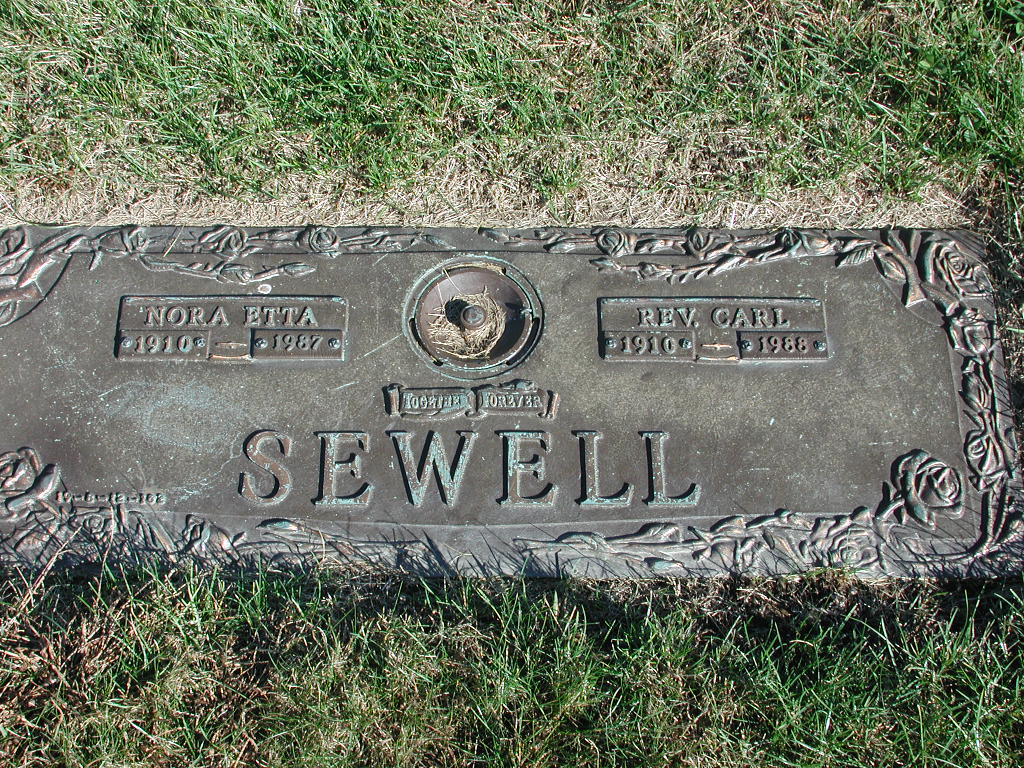 NORA ETTA
1910 1987
REV. CARL
1910 1988
TOGETHER FOREVER
SEWELL